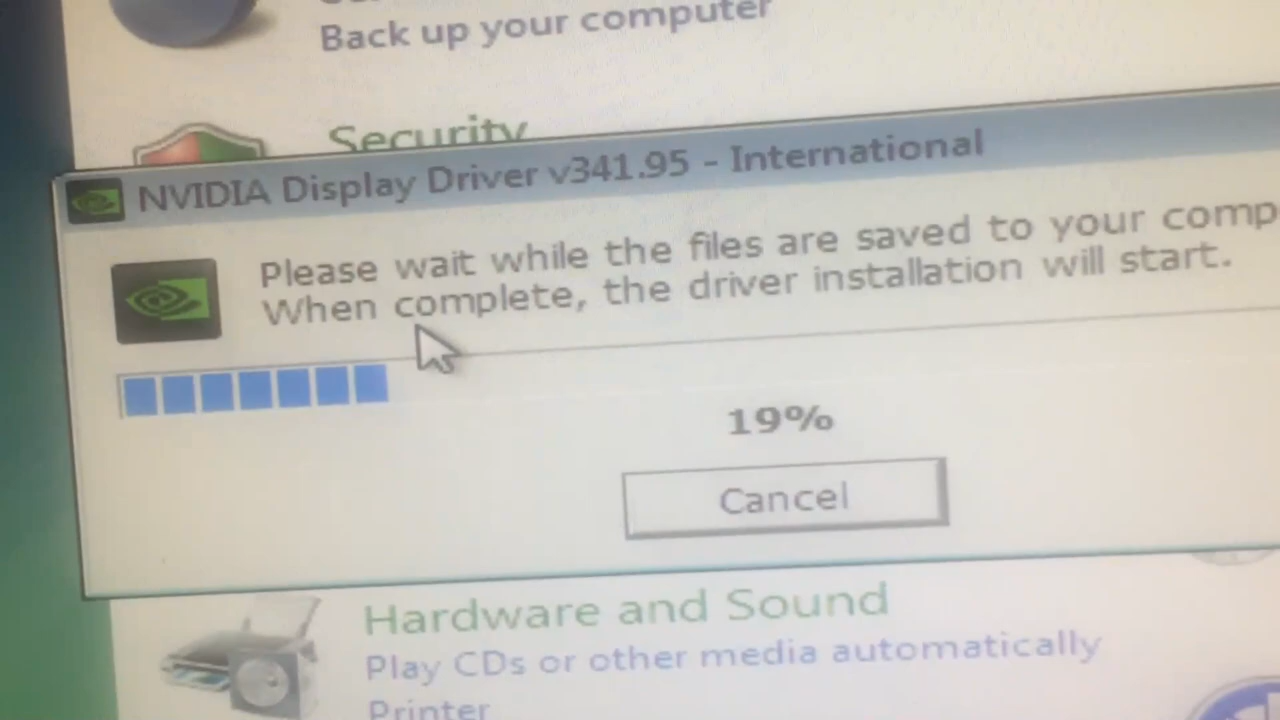 Back up your computer
Security
NVIDIA Display Driver v341.95 - International
Please wait while the files are saved to your comp
When complete, the driver installation will start.
19%
Cancel
Hardware and Sound
Play CDs or other media automatically
Printer